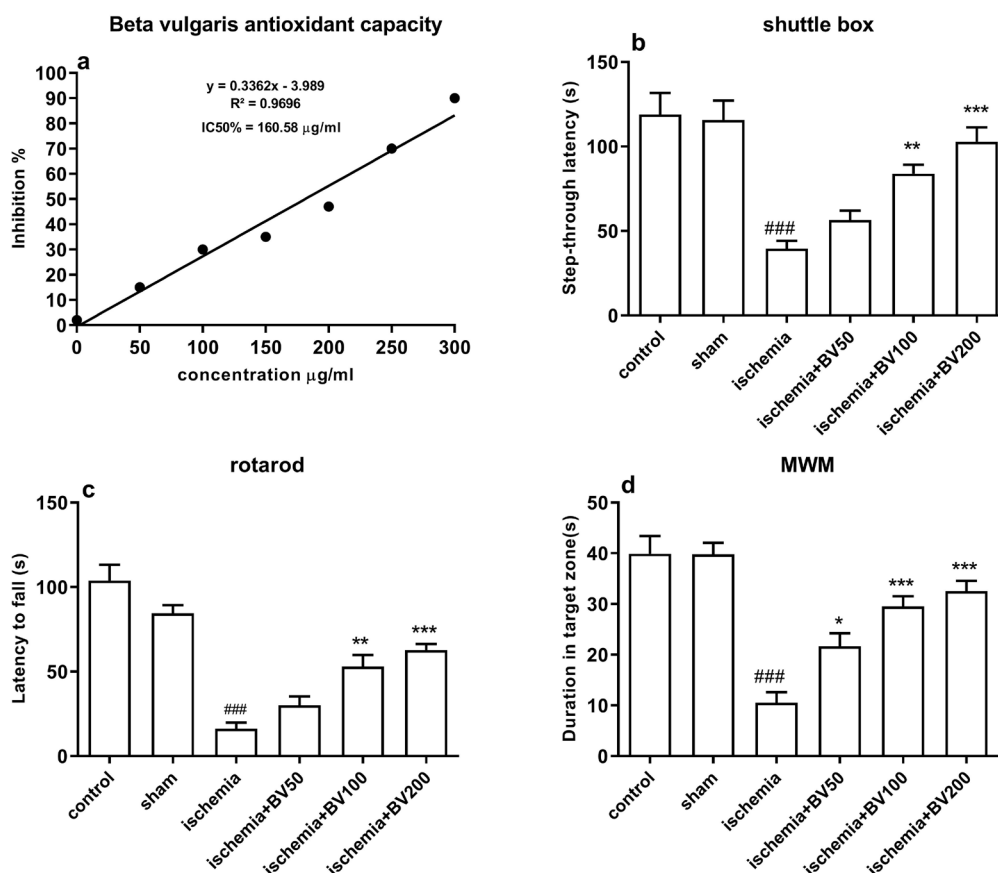 Beta vulgaris antioxidant capacity
a
y = 0.3362x - 3.989
R² = 0.9696
IC50% = 160.58 μg/ml
Inhibition %
100
90
80
70
60
50
40
30
20
10
0
0 50 100 150 200 250 300
concentration μg/ml
shuttle box
b
Step-through latency (s)
150
100
50
0
###
**
***
control
sham
ischemia
ischemia+BV50
ischemia+BV100
ischemia+BV200
rotarod
c
Latency to fall (s)
150
100
50
0
###
**
***
control
sham
ischemia
ischemia+BV50
ischemia+BV100
ischemia+BV200
MWM
d
Duration in target zone(s)
50
40
30
20
10
0
###
*
***
***
control
sham
ischemia
ischemia+BV50
ischemia+BV100
ischemia+BV200